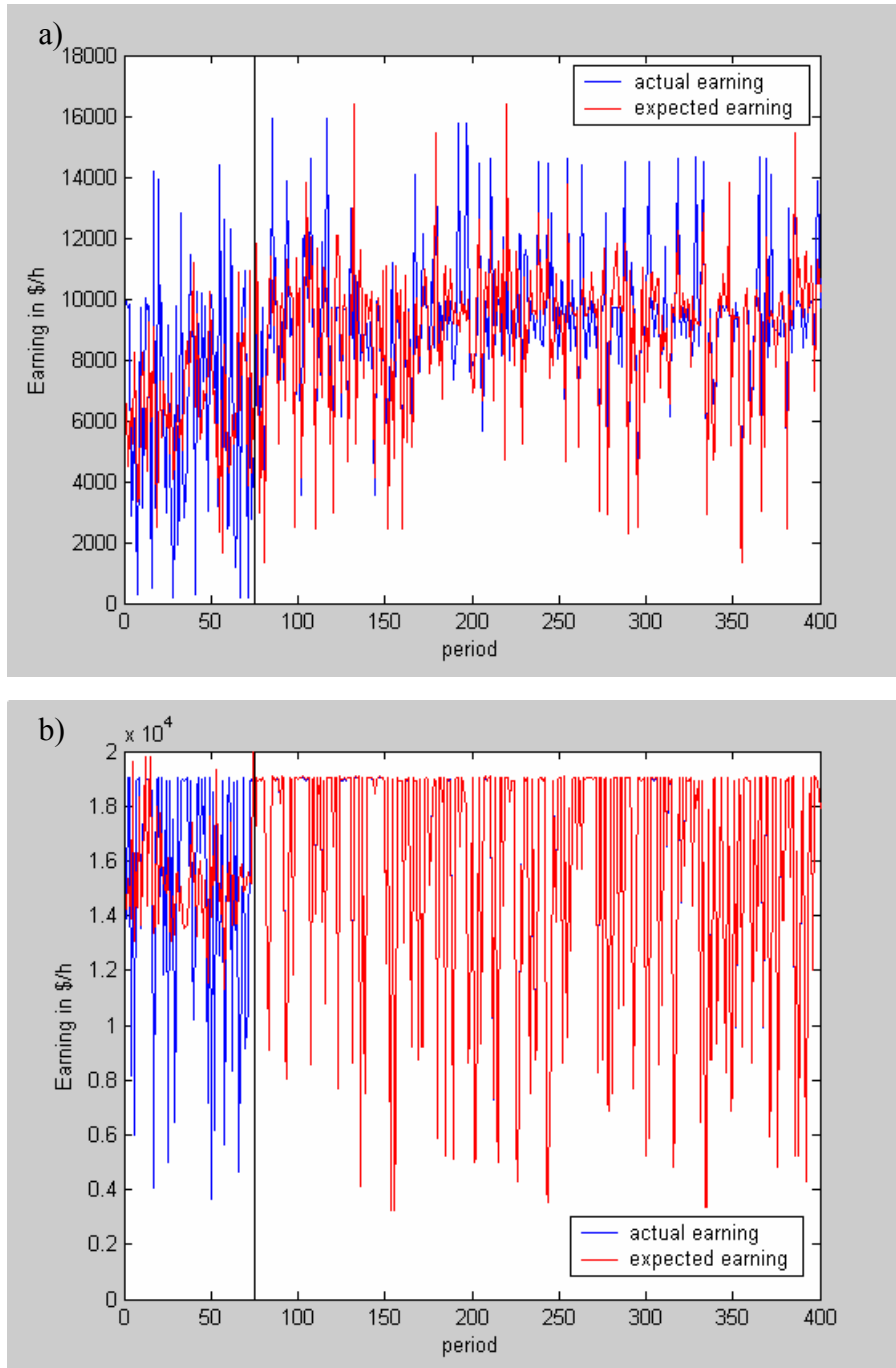 a)
18000
16000
14000
12000
10000
8000
6000
4000
2000
0
Earning in $/h
actual earning
expected earning
0 50 100 150 200 250 300 350 400
period
b)
x 10^4
2
1.8
1.6
1.4
1.2
1
0.8
0.6
0.4
0.2
0
Earning in $/h
actual earning
expected earning
0 50 100 150 200 250 300 350 400
period